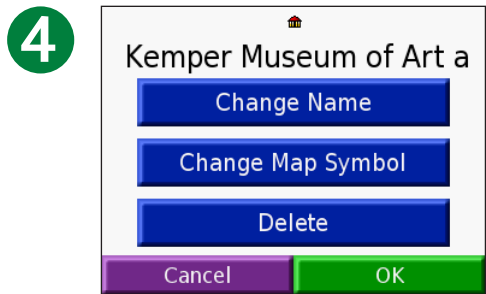 4
Kemper Museum of Art a
Change Name
Change Map Symbol
Delete
Cancel OK